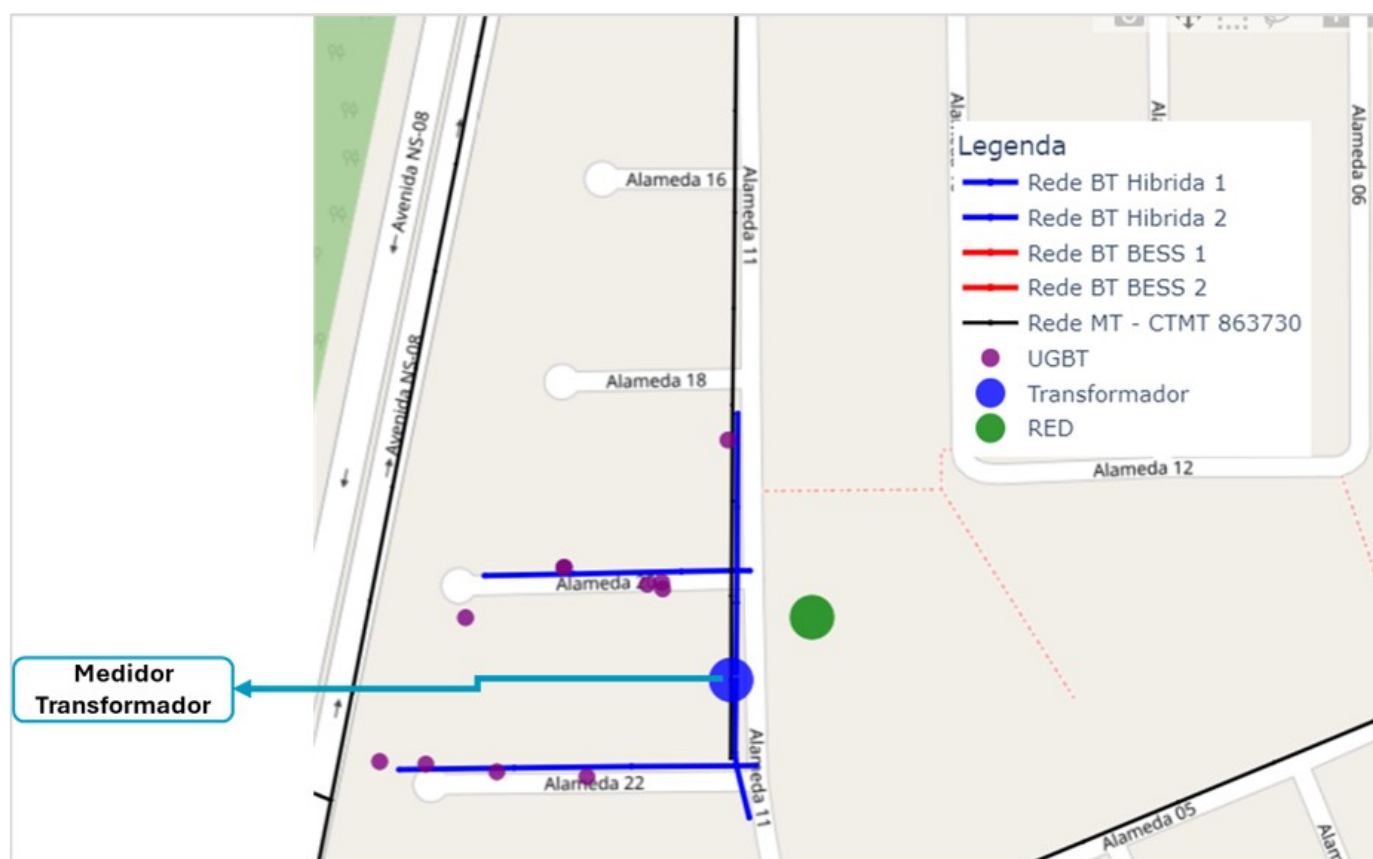 Avenida NS-08
Avenida NS-08
Alameda 16
Alameda 11
Alameda 18
Alameda 06
Legenda
Rede BT Hibrida 1
Rede BT Hibrida 2
Rede BT BESS 1
Rede BT BESS 2
Rede MT - CTMT 863730
UGBT
Transformador
RED
Alameda 12
Alameda
Medidor
Transformador
Alameda 22
Alameda 11
Alameda 05